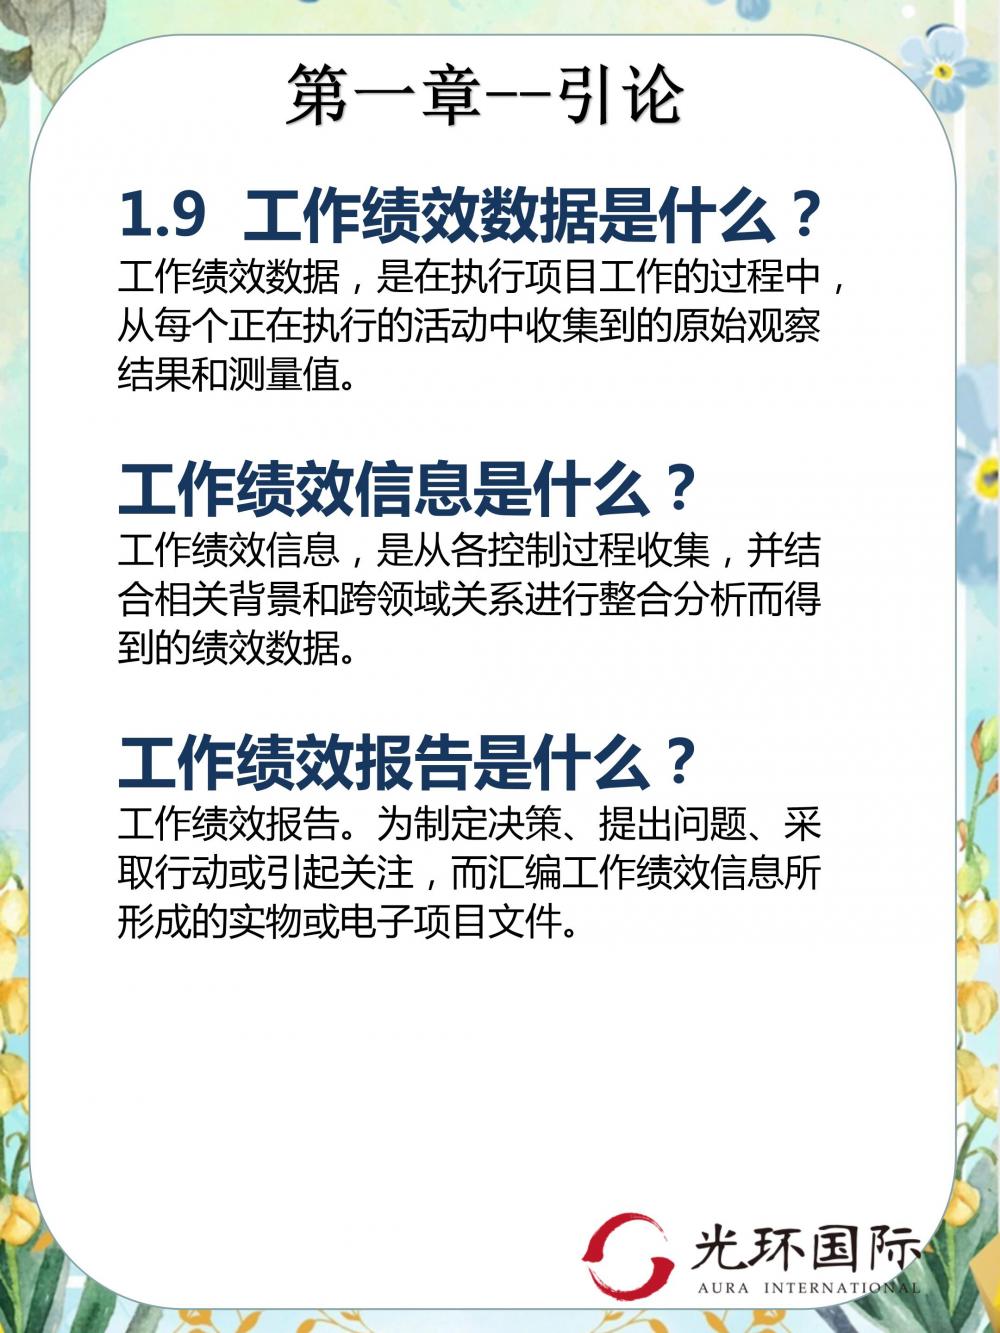 第一章--引论
1.9 工作绩效数据是什么？
工作绩效数据，是在执行项目工作的过程中，
从每个正在执行的活动中收集到的原始观察
结果和测量值。
工作绩效信息是什么？
工作绩效信息，是从各控制过程收集，并结
合相关背景和跨领域关系进行整合分析而得
到的绩效数据。
工作绩效报告是什么？
工作绩效报告。为制定决策、提出问题、采
取行动或引起关注，而汇编工作绩效信息所
形成的实物或电子项目文件。
光环国际
AURA INTERNATIONAL